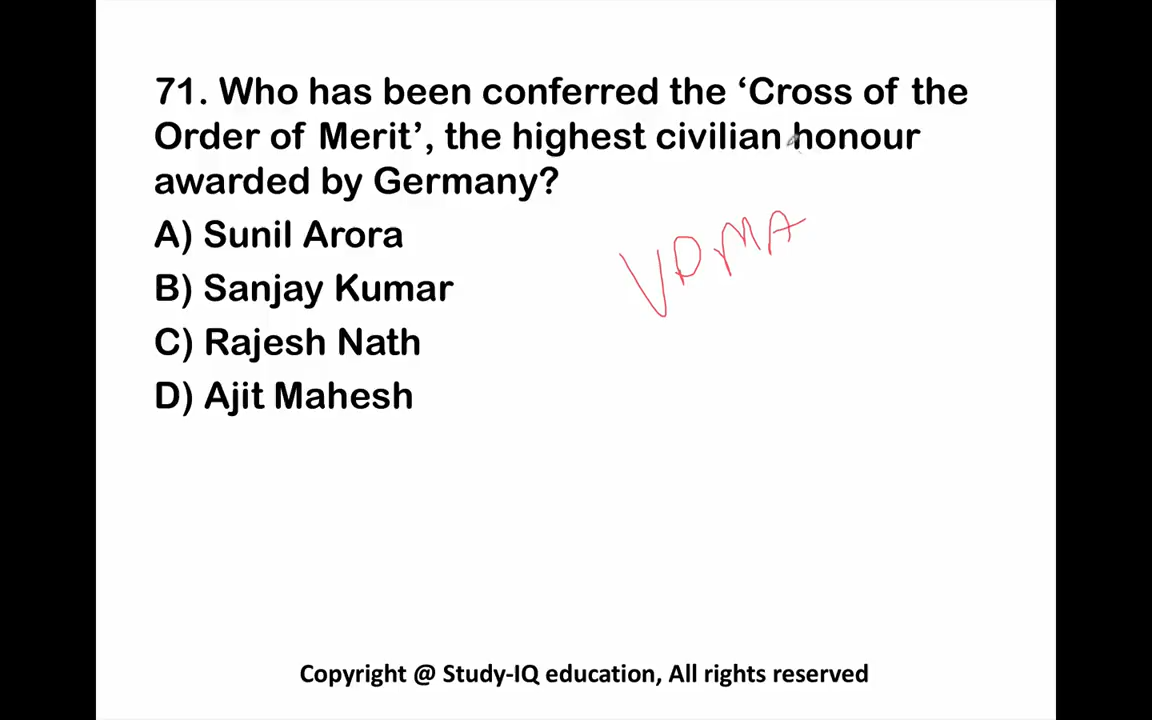 71. Who has been conferred the ‘Cross of the
Order of Merit’, the highest civilian honour
awarded by Germany?
A) Sunil Arora
B) Sanjay Kumar
C) Rajesh Nath
D) Ajit Mahesh
VDMA
Copyright @ Study-IQ education, All rights reserved